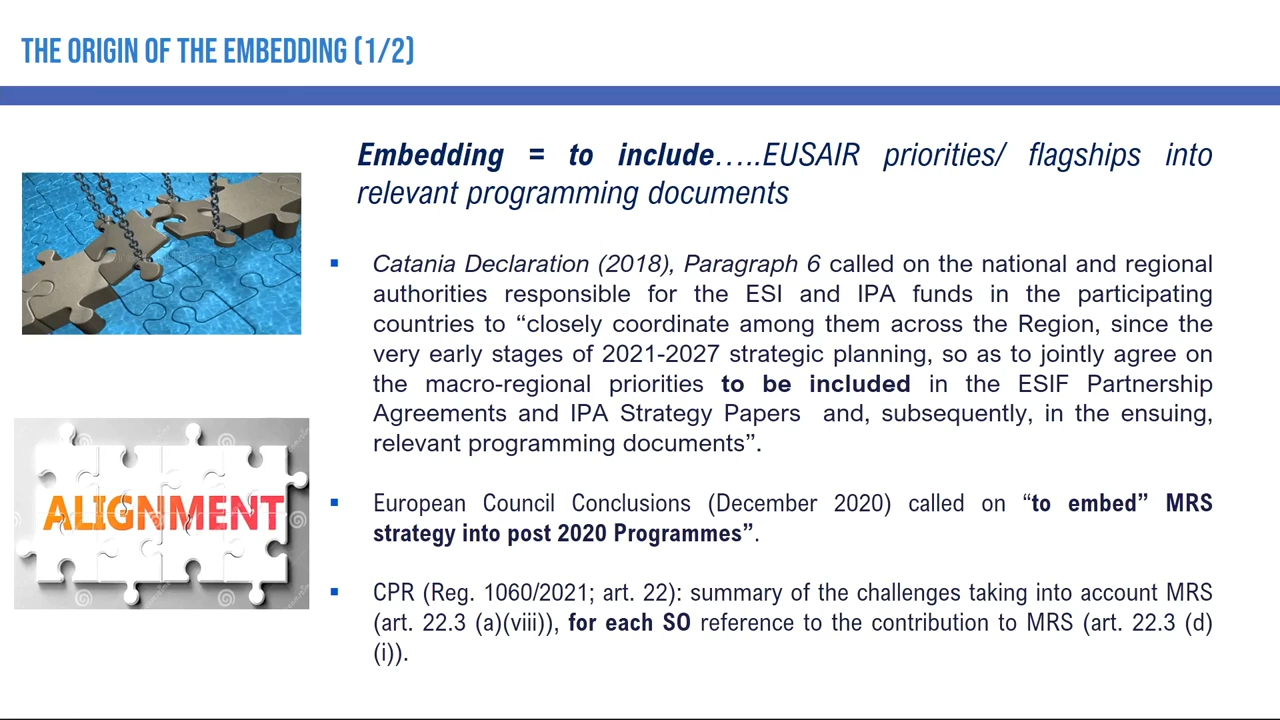 THE ORIGIN OF THE EMBEDDING (1/2)
Embedding = to include…..EUSAIR priorities/ flagships into
relevant programming documents
▪ Catania Declaration (2018), Paragraph 6 called on the national and regional
authorities responsible for the ESI and IPA funds in the participating
countries to “closely coordinate among them across the Region, since the
very early stages of 2021-2027 strategic planning, so as to jointly agree on
the macro-regional priorities to be included in the ESIF Partnership
Agreements and IPA Strategy Papers and, subsequently, in the ensuing,
relevant programming documents”.
ALIGNMENT
▪ European Council Conclusions (December 2020) called on “to embed” MRS
strategy into post 2020 Programmes”.
▪ CPR (Reg. 1060/2021; art. 22): summary of the challenges taking into account MRS
(art. 22.3 (a)(viii)), for each SO reference to the contribution to MRS (art. 22.3 (d)
(i)).